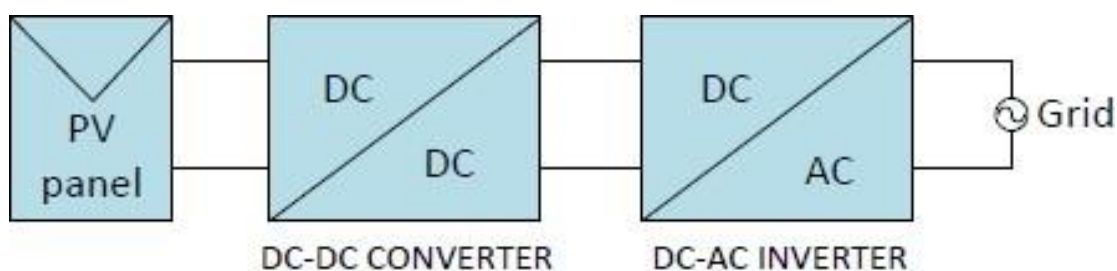 PV
panel
DC
DC
DC-DC CONVERTER
DC
AC
DC-AC INVERTER
Grid